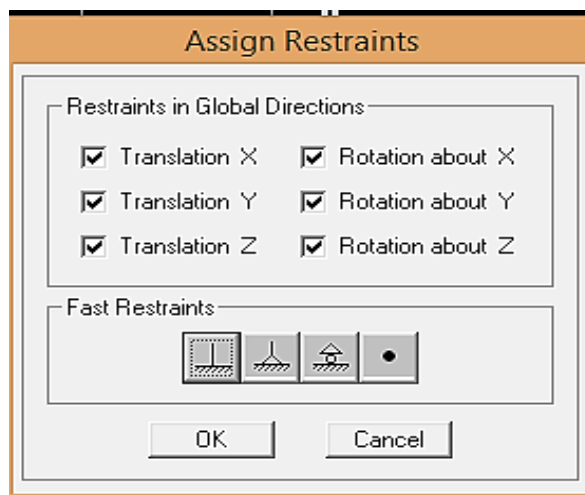 Assign Restraints
Restraints in Global Directions
Translation X Rotation about X
Translation Y Rotation about Y
Translation Z Rotation about Z
Fast Restraints
OK Cancel